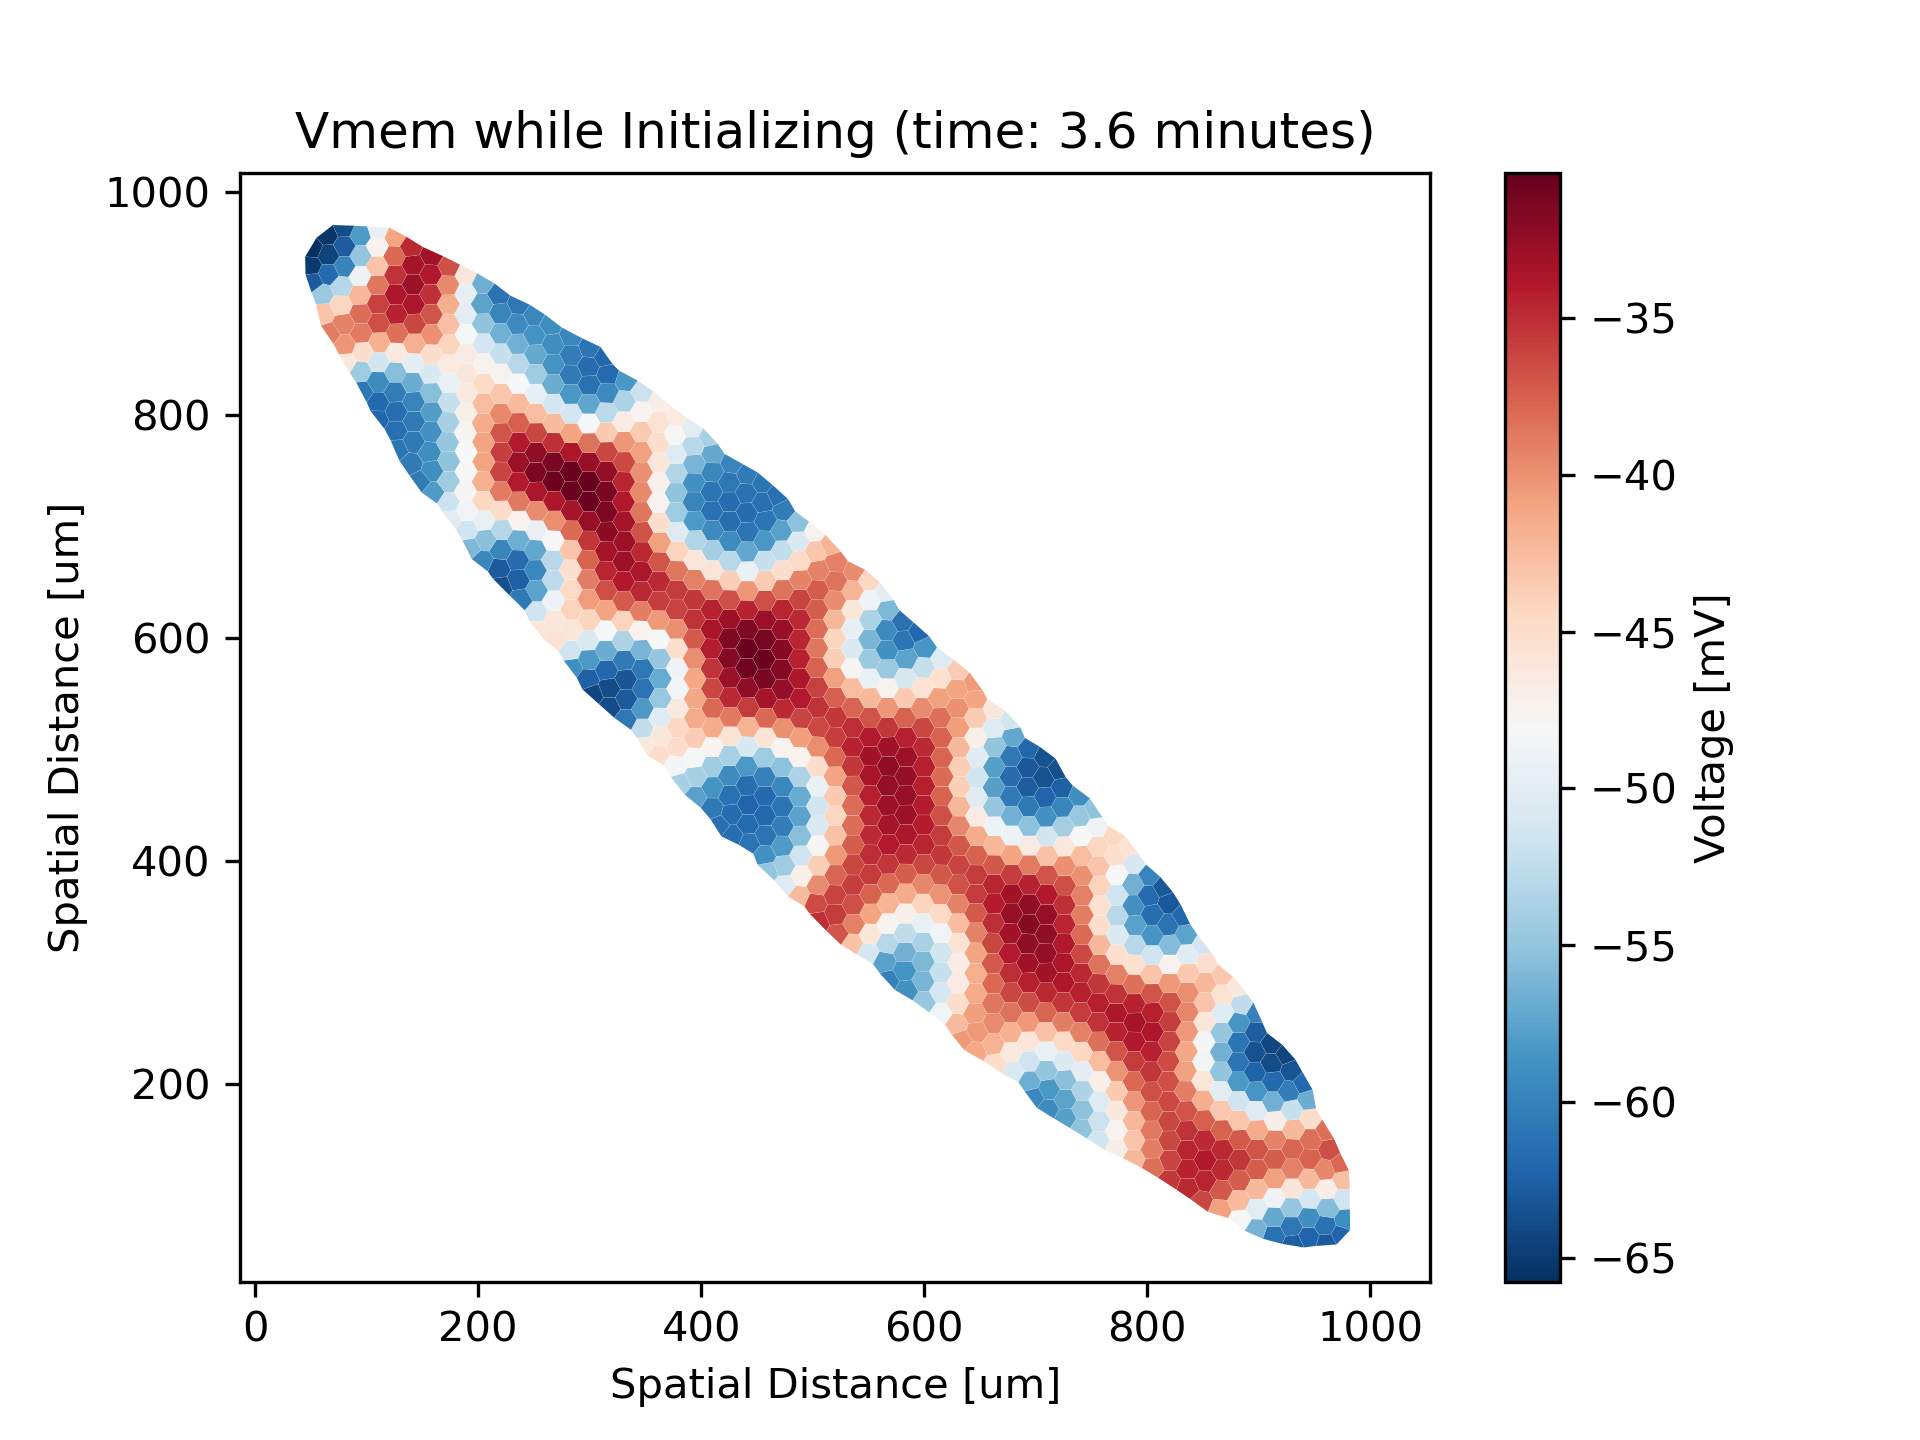 Vmem while Initializing (time: 3.6 minutes)
1000
800
600
400
200
Spatial Distance [um]
0 200 400 600 800 1000
Spatial Distance [um]
−35
−40
−45
−50
−55
−60
−65
Voltage [mV]